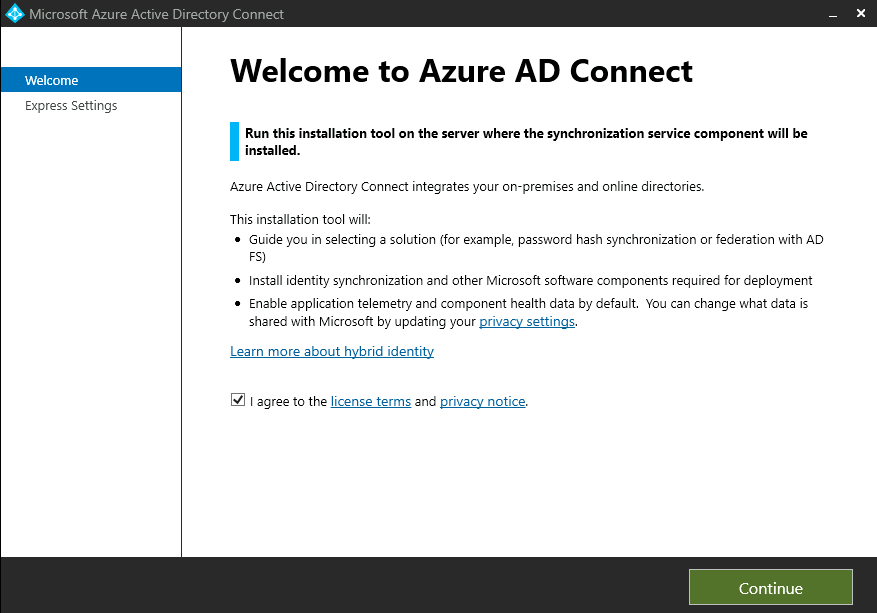 Microsoft Azure Active Directory Connect
Welcome
Express Settings
Welcome to Azure AD Connect
Run this installation tool on the server where the synchronization service component will be
installed.
Azure Active Directory Connect integrates your on-premises and online directories.
This installation tool will:
• Guide you in selecting a solution (for example, password hash synchronization or federation with AD
FS)
• Install identity synchronization and other Microsoft software components required for deployment
• Enable application telemetry and component health data by default.  You can change what data is
shared with Microsoft by updating your privacy settings.
Learn more about hybrid identity
I agree to the license terms and privacy notice.
Continue